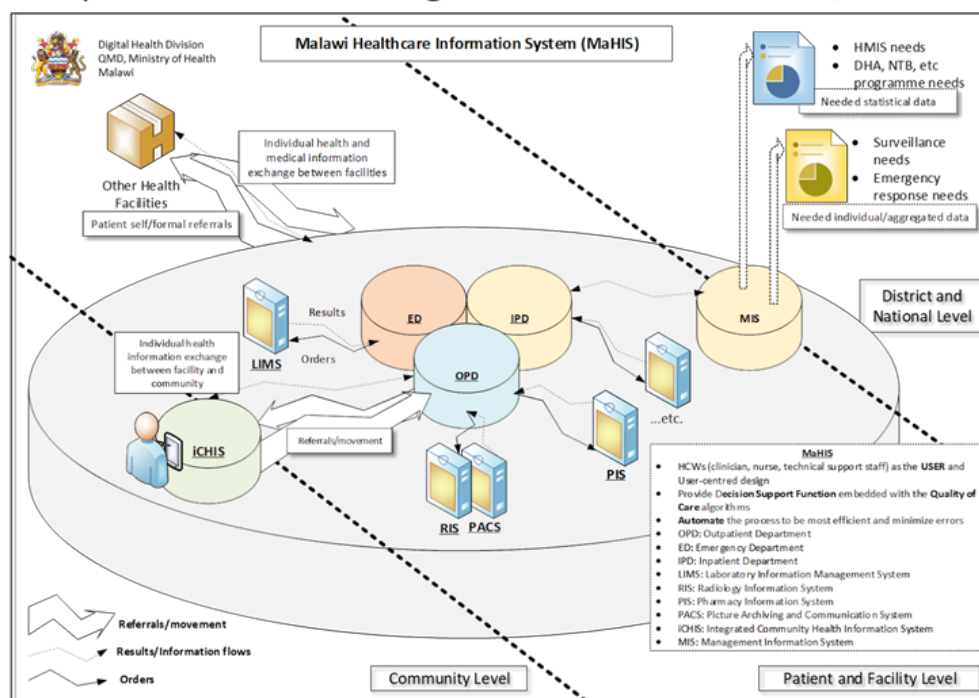 Digital Health Division
QMD, Ministry of Health
Malawi
Malawi Healthcare Information System (MaHIS)
• HMIS needs
• DHA, NTB, etc
programme needs
Needed statistical data
• Surveillance
needs
• Emergency
response needs
Needed individual/aggregated data
Individual health and
medical information
exchange between
facilities
Other Health
Facilities
Patient self/formal referrals
District and
National Level
MIS
ED
IPD
OPD
Results
Orders
LIMS
Individual health
information exchange
between facility and
community
iCHIS
Referrals/movement
...etc.
PIS
RIS
PACS
MaHIS
• HCWs (clinician, nurse, technical support staff) as the USER and
User-centred design
• Provide Decision Support Function embedded with the Quality of
Care algorithms
• Automate the process to be most efficient and minimize errors
• OPD: Outpatient Department
• ED: Emergency Department
• IPD: Inpatient Department
• LIMS: Laboratory Information Management System
• RIS: Radiology Information System
• PIS: Pharmacy Information System
• PACS: Picture Archiving and Communication System
• iCHIS: Integrated Community Health Information System
• MIS: Management Information System
Referrals/movement
Results/Information flows
Orders
Community Level
Patient and Facility Level